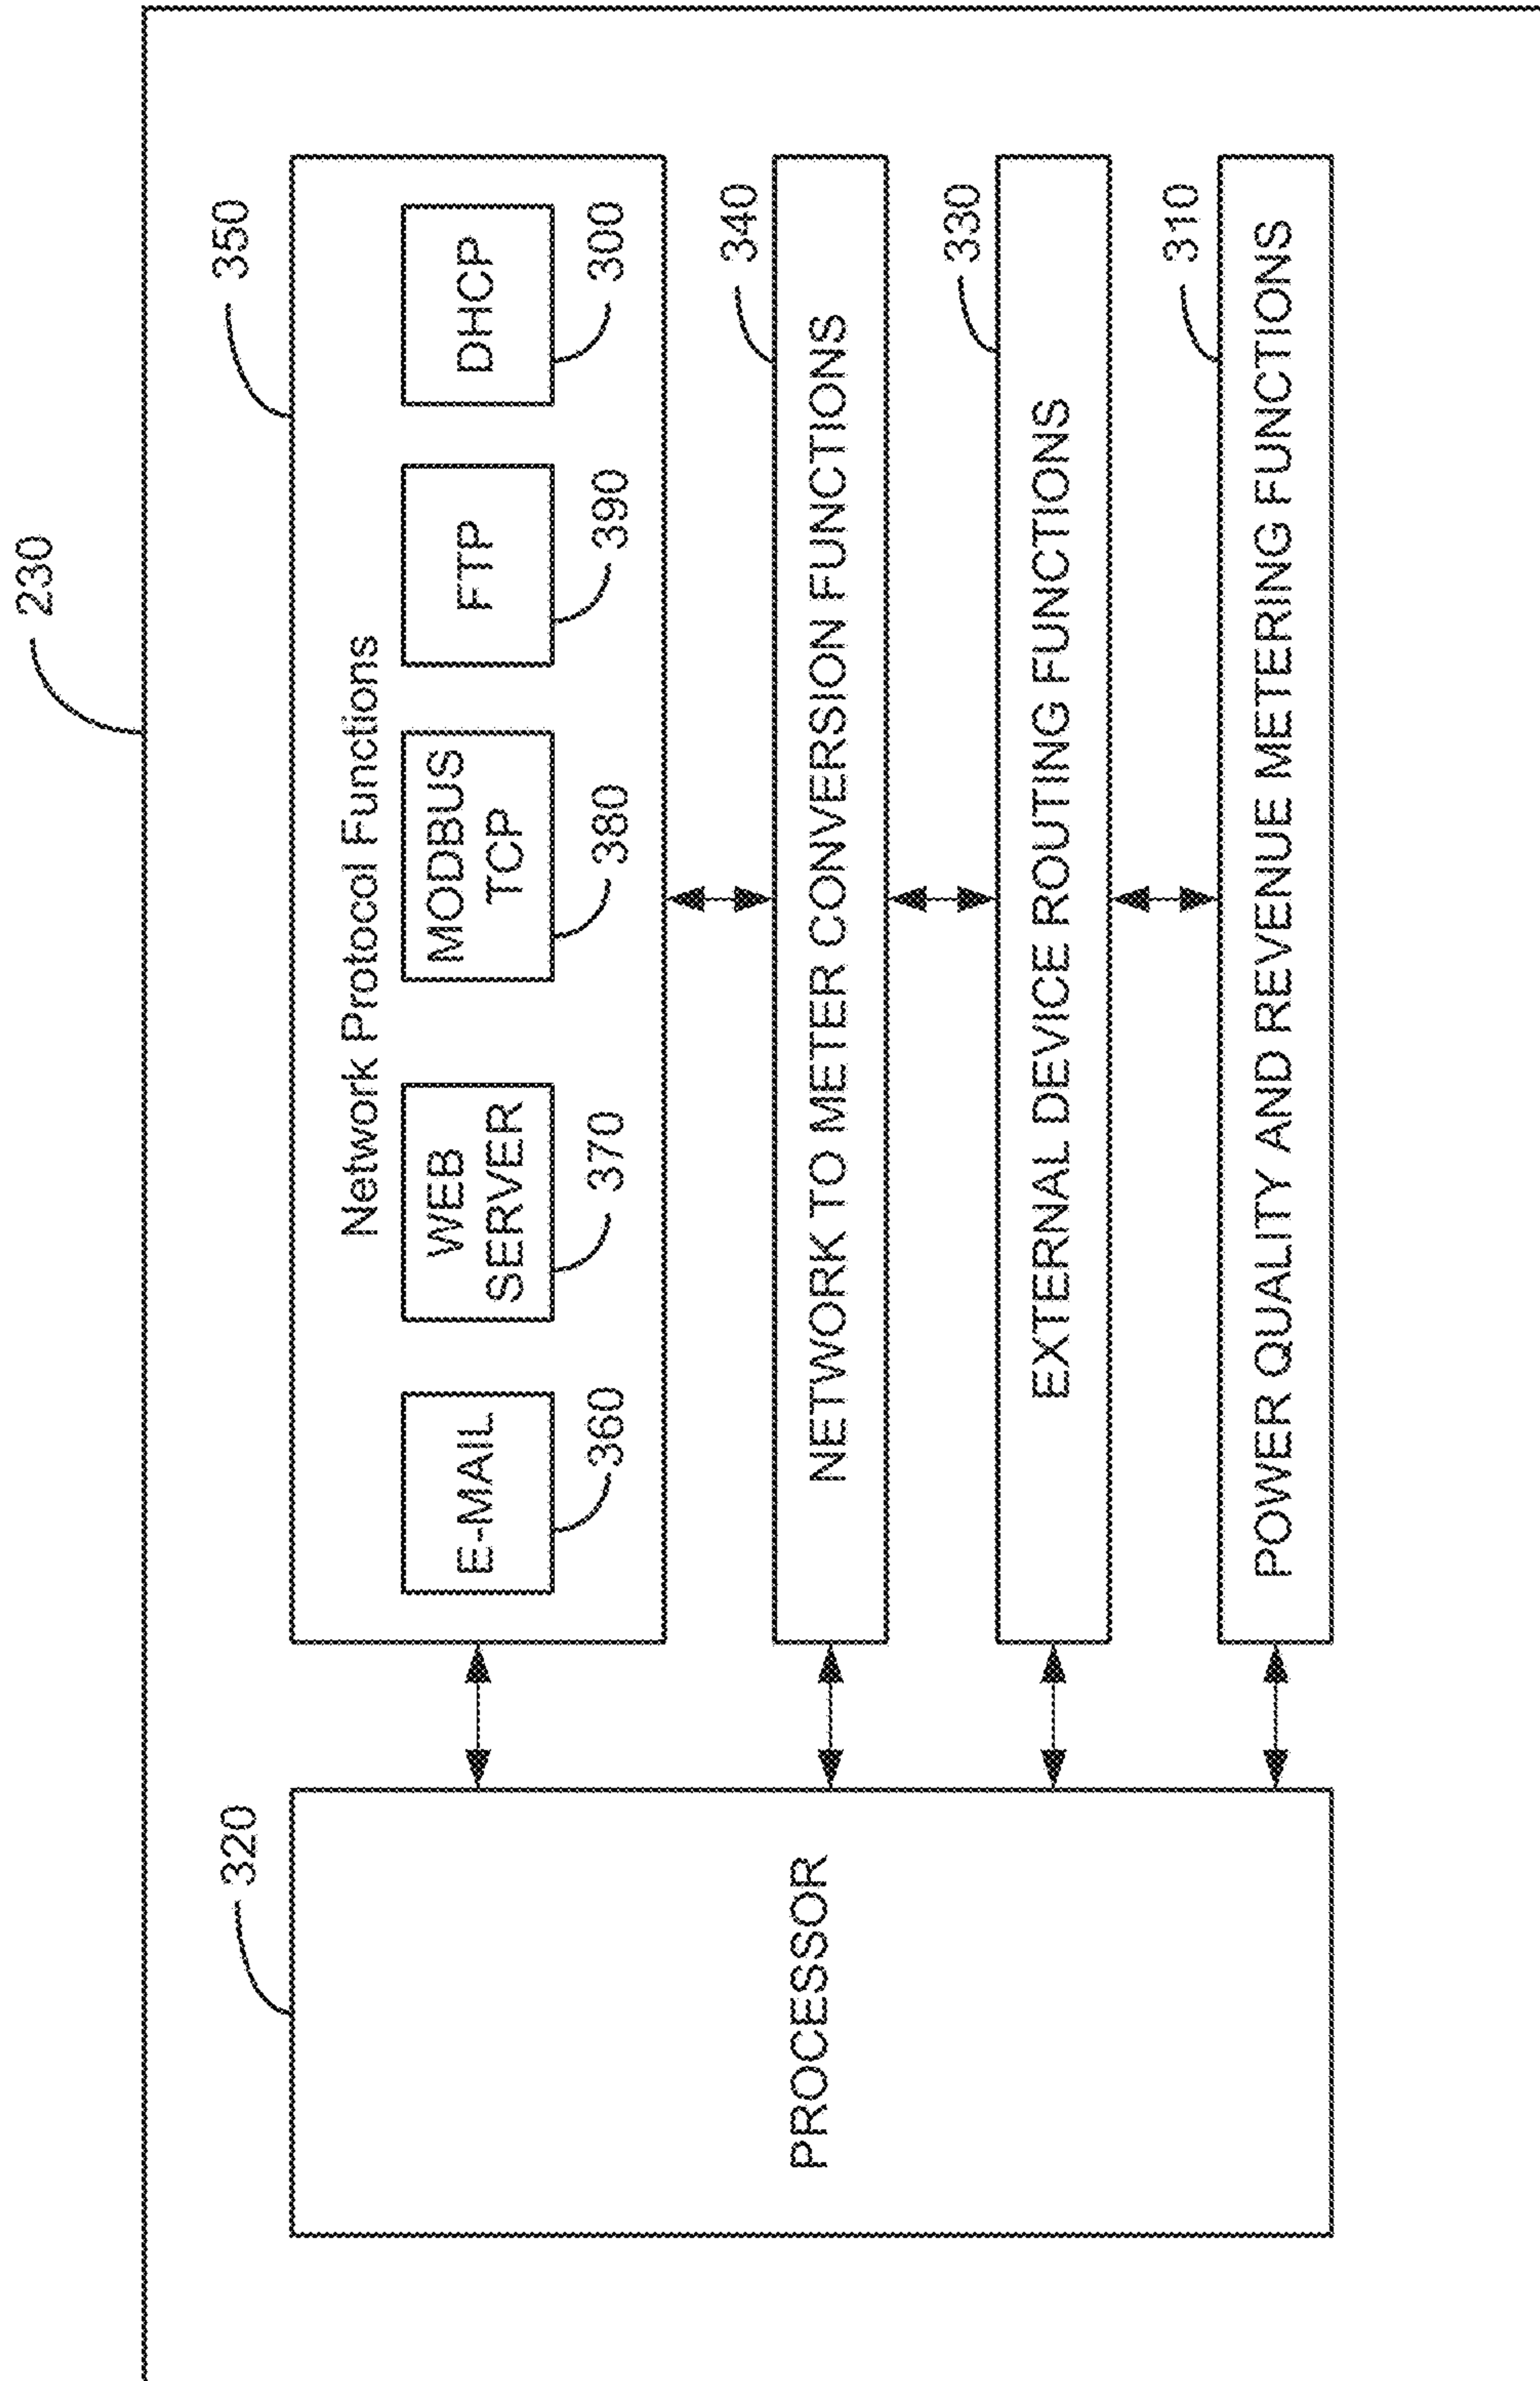 230
350
Network Protocol Functions
E-MAIL
WEB
SERVER
MODBUS
TCP
FTP
DHCP
360
370
380
390
300
340
NETWORK TO METER CONVERSION FUNCTIONS
330
EXTERNAL DEVICE ROUTING FUNCTIONS
310
POWER QUALITY AND REVENUE METERING FUNCTIONS
320
PROCESSOR